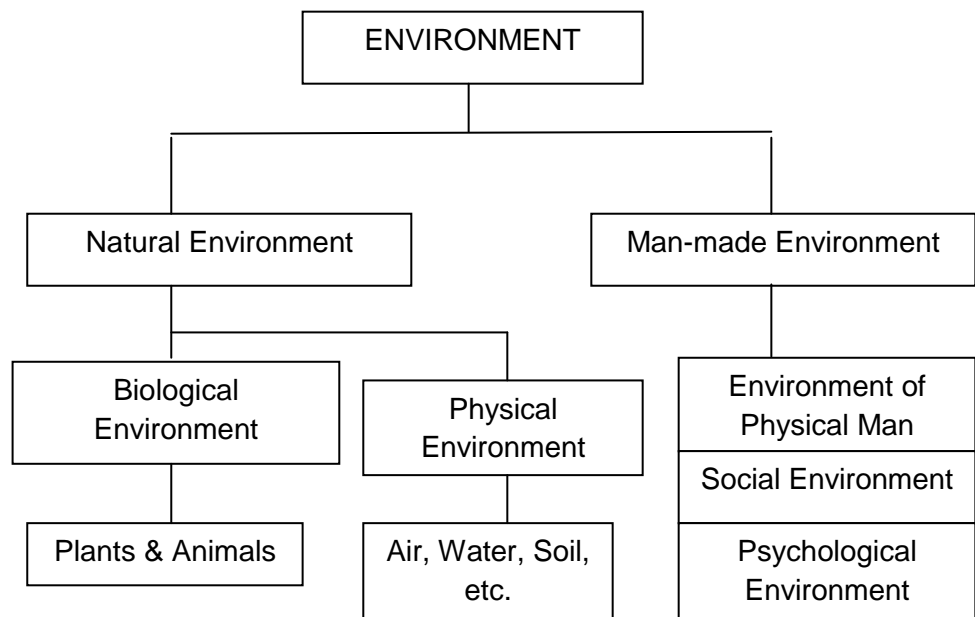 ENVIRONMENT
Natural Environment
Man-made Environment
Biological
Environment
Physical
Environment
Environment of
Physical Man
Social Environment
Plants & Animals
Air, Water, Soil,
etc.
Psychological
Environment